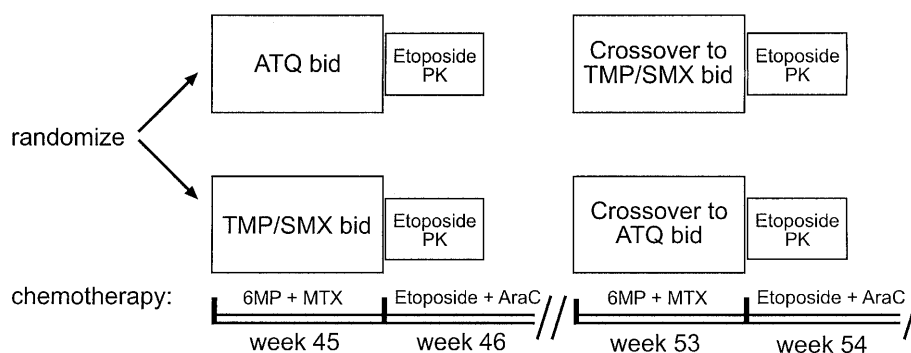 ATQ bid
Etoposide
PK
Crossover to
TMP/SMX bid
Etoposide
PK
randomize
TMP/SMX bid
Etoposide
PK
Crossover to
ATQ bid
Etoposide
PK
chemotherapy:
6MP + MTX
Etoposide + AraC
6MP + MTX
Etoposide + AraC
week 45
week 46
week 53
week 54